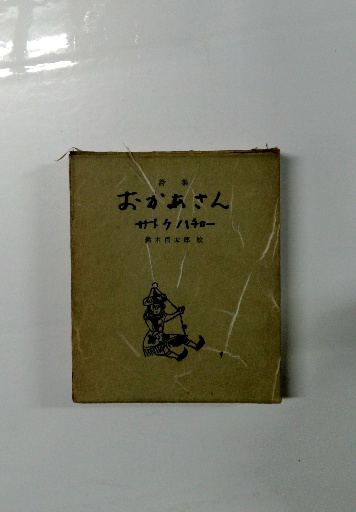 詩集
おかあさん
サトウハチロー
鈴木信太郎 絵